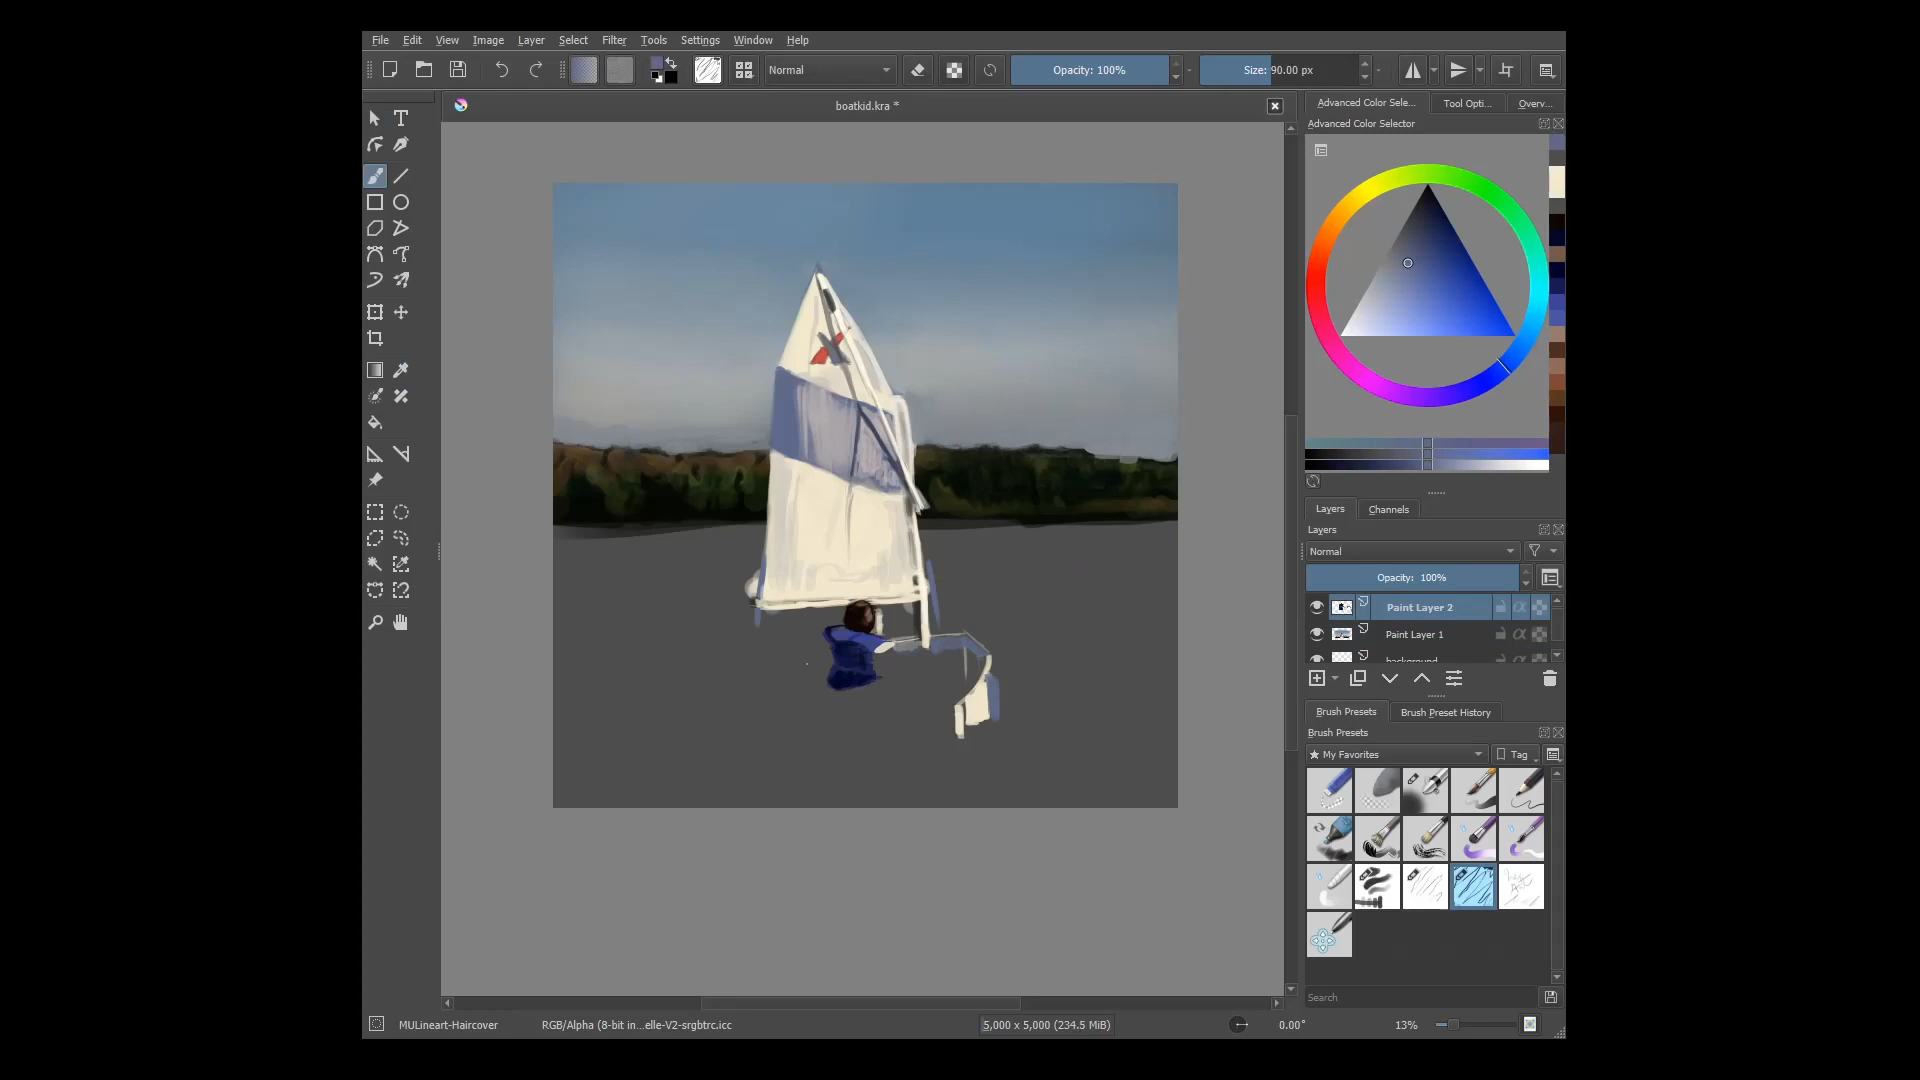 File Edit View Image Layer Select Filter Tools Settings Window Help
Normal Opacity: 100% Size: 90.00 px
boatkid.kra *
Advanced Color Sele... Tool Opti... Overv...
Advanced Color Selector
Layers Channels
Layers
Normal
Opacity: 100%
Paint Layer 2
Paint Layer 1
background
Brush Presets Brush Preset History
Brush Presets
My Favorites Tag
Search
MULineart-Haircover RGB/Alpha (8-bit in...elle-V2-srgbtrc.icc 5,000 x 5,000 (234.5 MiB) 0.00° 13%